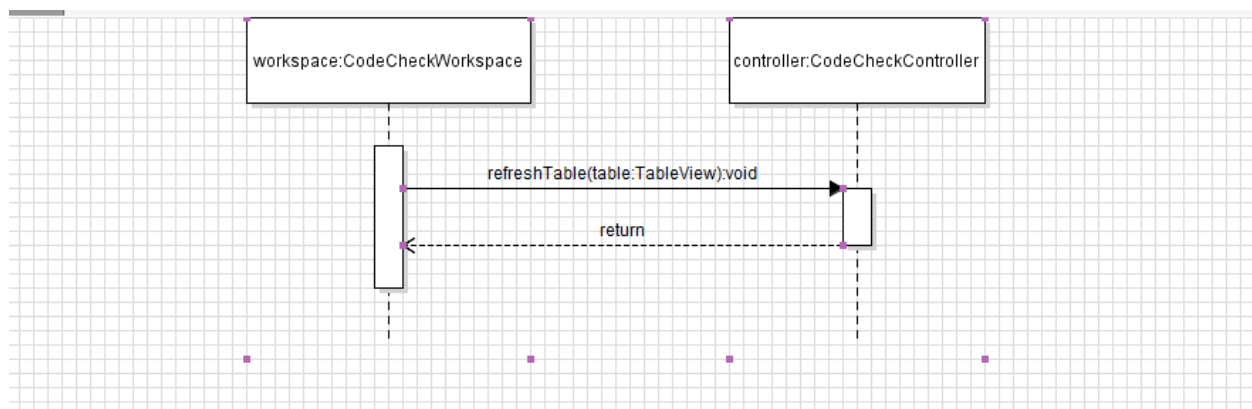 workspace:CodeCheckWorkspace
controller:CodeCheckController
refreshTable(table:TableView):void
return